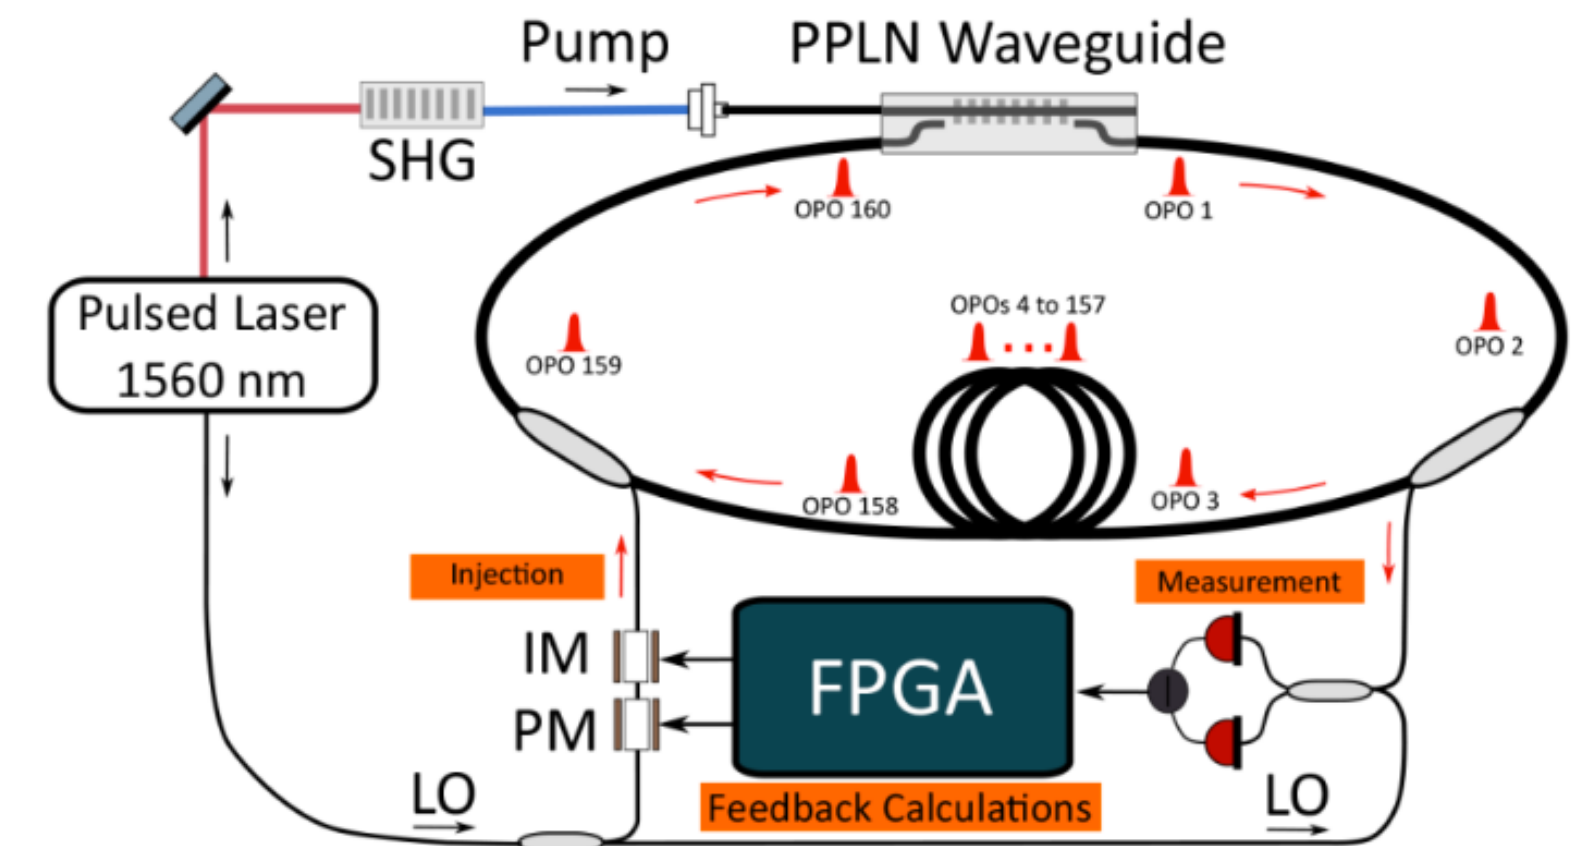 Pump
PPLN Waveguide
SHG
OPO 160
OPO 1
Pulsed Laser
1560 nm
OPOs 4 to 157
OPO 159
OPO 2
OPO 158
OPO 3
Injection
Measurement
IM
FPGA
PM
LO
Feedback Calculations
LO